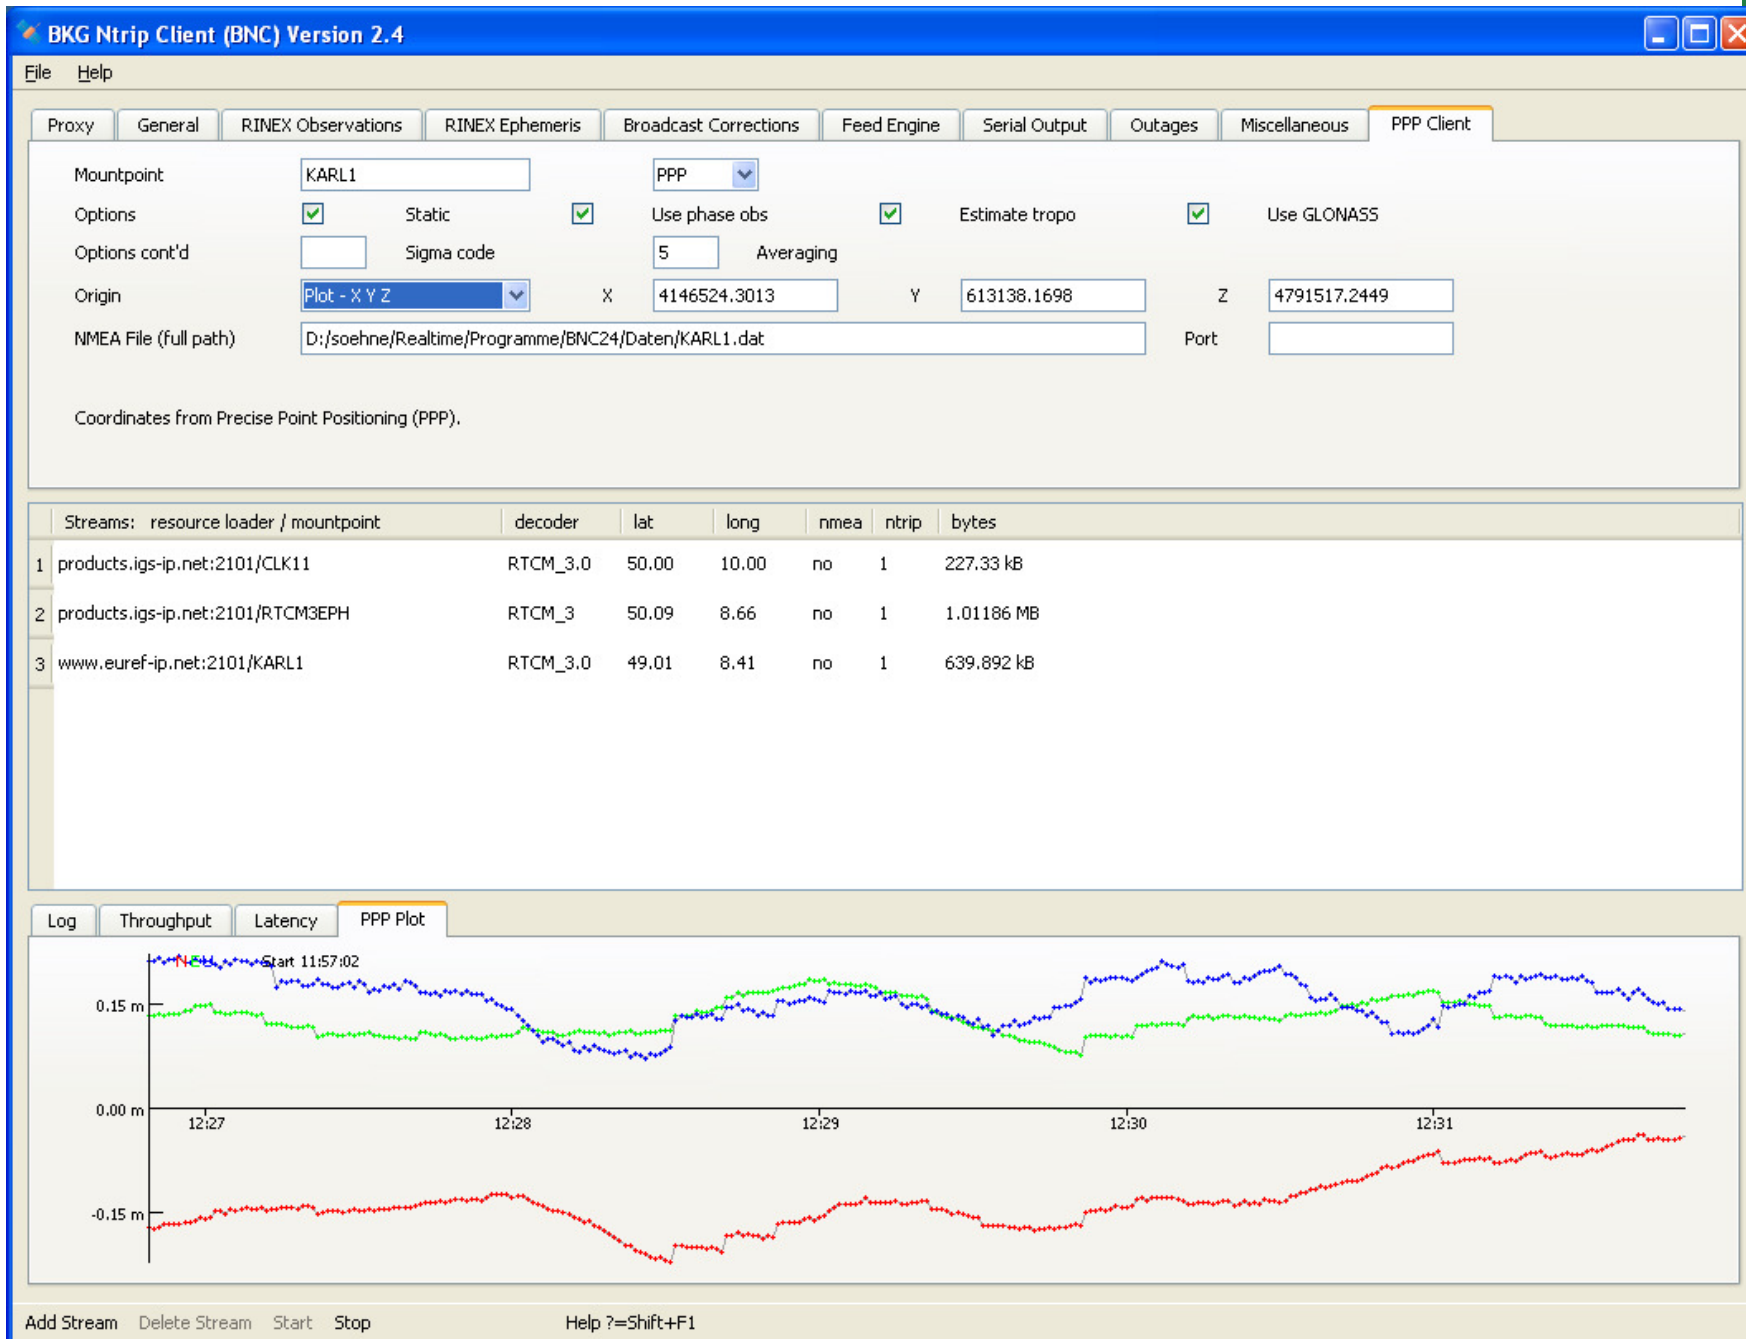 BKG Ntrip Client (BNC) Version 2.4
File Help
Proxy General RINEX Observations RINEX Ephemeris Broadcast Corrections Feed Engine Serial Output Outages Miscellaneous PPP Client
Mountpoint KARL1 PPP
Options Static Use phase obs Estimate tropo Use GLONASS
Options cont'd Sigma code 5 Averaging
Origin Plot - X Y Z X 4146524.3013 Y 613138.1698 Z 4791517.2449
NMEA File (full path) D:/soehne/Realtime/Programme/BNC24/Daten/KARL1.dat Port
Coordinates from Precise Point Positioning (PPP).
Streams: resource loader / mountpoint decoder lat long nmea ntrip bytes
1 products.igs-ip.net:2101/CLK11 RTCM_3.0 50.00 10.00 no 1 227.33 kB
2 products.igs-ip.net:2101/RTCM3EPH RTCM_3 50.09 8.66 no 1 1.01186 MB
3 www.euref-ip.net:2101/KARL1 RTCM_3.0 49.01 8.41 no 1 639.892 kB
Log Throughput Latency PPP Plot
NEU Start 11:57:02
0.15 m
0.00 m
12:27 12:28 12:29 12:30 12:31
-0.15 m
Add Stream Delete Stream Start Stop Help ?=Shift+F1